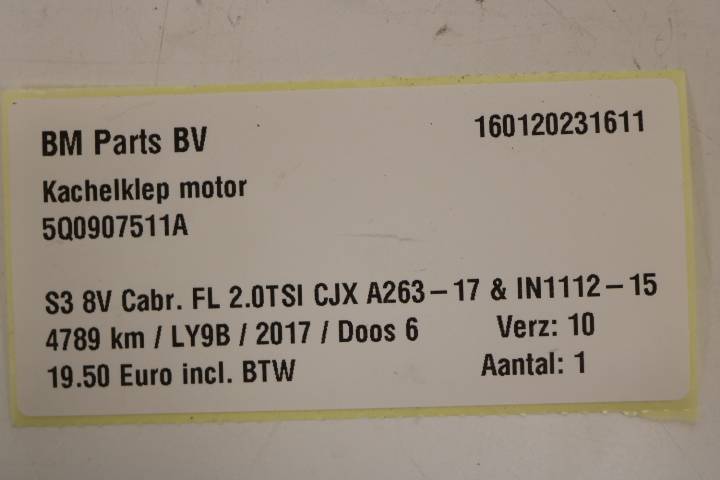 BM Parts BV 160120231611
Kachelklep motor
5Q0907511A
S3 8V Cabr. FL 2.0TSI CJX A263-17 & IN1112-15
4789 km / LY9B / 2017 / Doos 6 Verz: 10
19.50 Euro incl. BTW Aantal: 1